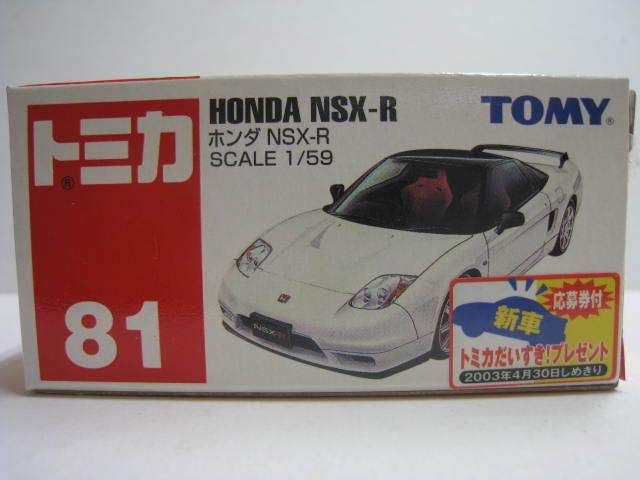 トミカ
®
81
HONDA NSX-R
ホンダ NSX-R
SCALE 1/59
TOMY®
NSX-R
応募券付
新車
トミカだいすき!プレゼント
2003年4月30日しめきり